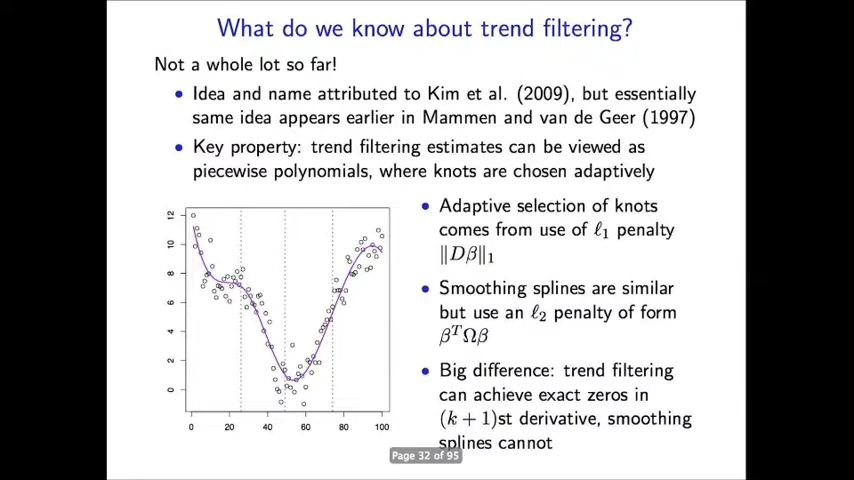 What do we know about trend filtering?
Not a whole lot so far!
• Idea and name attributed to Kim et al. (2009), but essentially
same idea appears earlier in Mammen and van de Geer (1997)
• Key property: trend filtering estimates can be viewed as
piecewise polynomials, where knots are chosen adaptively
12
10
8
6
4
2
0
0 20 40 60 80 100
• Adaptive selection of knots
comes from use of ℓ₁ penalty
‖Dβ‖₁
• Smoothing splines are similar
but use an ℓ₂ penalty of form
βᵀΩβ
• Big difference: trend filtering
can achieve exact zeros in
(k + 1)st derivative, smoothing
splines cannot
Page 32 of 95